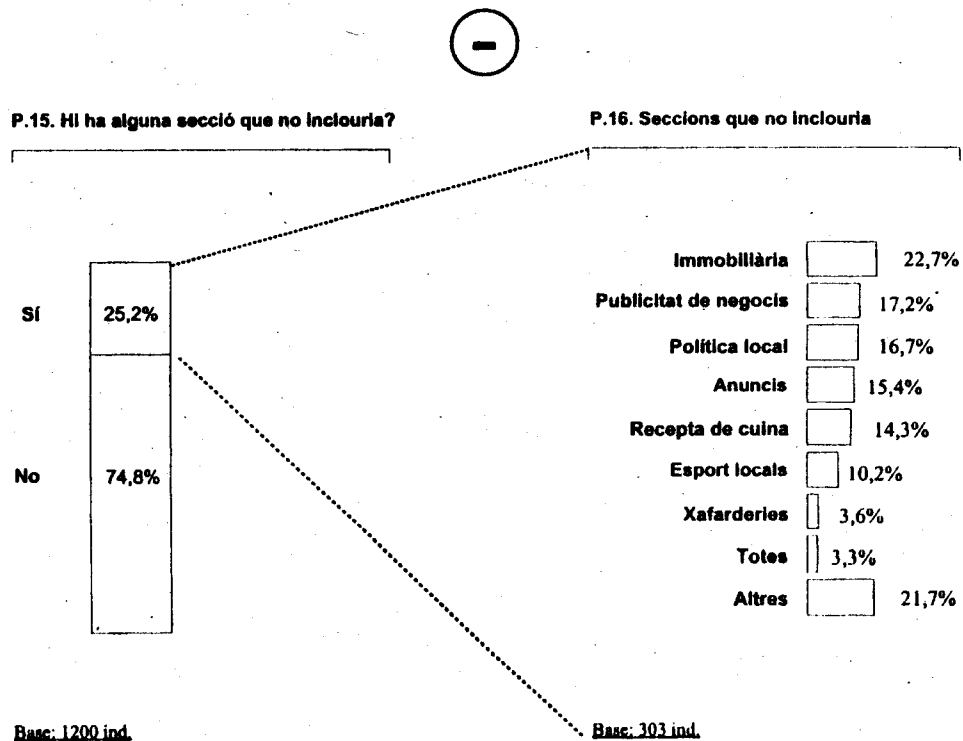 P.15. Hi ha alguna secció que no inclouria?
Sí 25,2%
No 74,8%
Base: 1200 ind.
P.16. Seccions que no inclouria
Immobiliària 22,7%
Publicitat de negocis 17,2%
Política local 16,7%
Anuncis 15,4%
Recepta de cuina 14,3%
Esport locals 10,2%
Xafarderies 3,6%
Totes 3,3%
Altres 21,7%
Base: 303 ind.